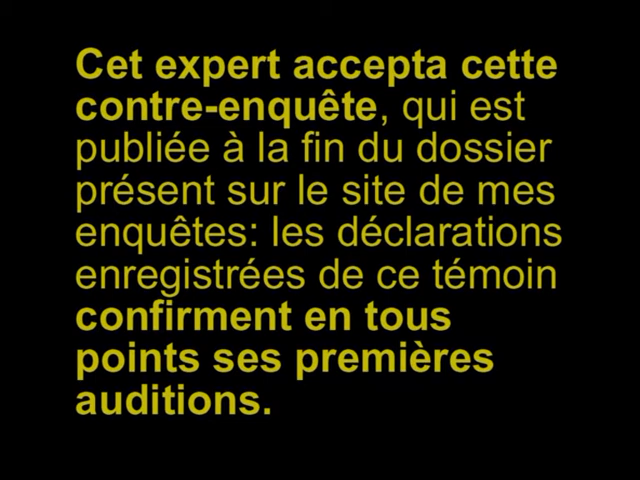 Cet expert accepta cette
contre-enquête, qui est
publiée à la fin du dossier
présent sur le site de mes
enquêtes: les déclarations
enregistrées de ce témoin
confirment en tous
points ses premières
auditions.